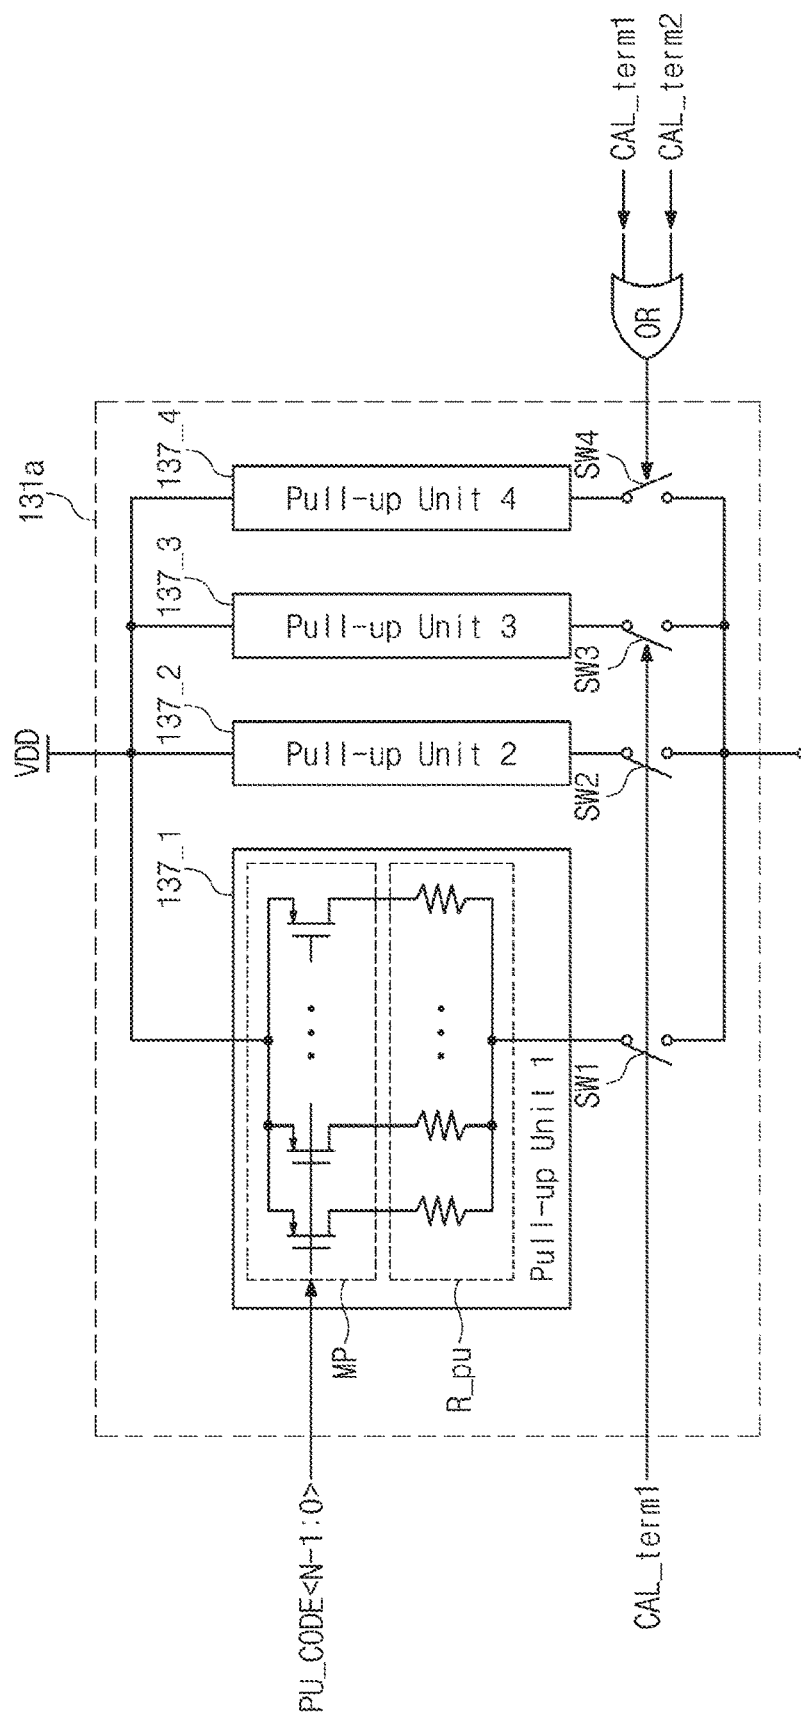 131a
VDD
137_1
137_2
137_3
137_4
PU_CODE<N-1:0>
MP
R_pu
Pull-up Unit 1
Pull-up Unit 2
Pull-up Unit 3
Pull-up Unit 4
SW1
SW2
SW3
SW4
CAL_term1
OR
CAL_term1
CAL_term2